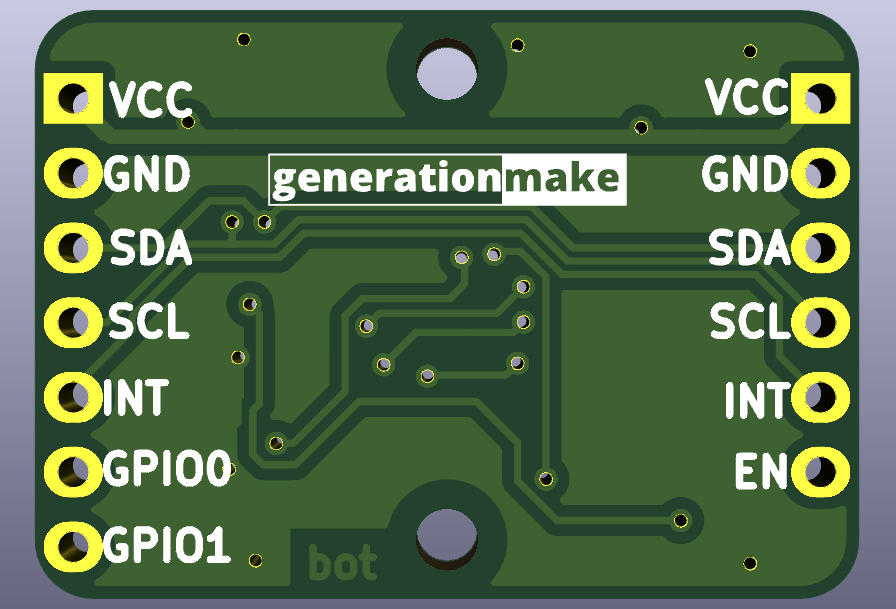 VCC VCC
generationmake
GND GND
SDA SDA
SCL SCL
INT INT
GPIO0 EN
GPIO1
bot